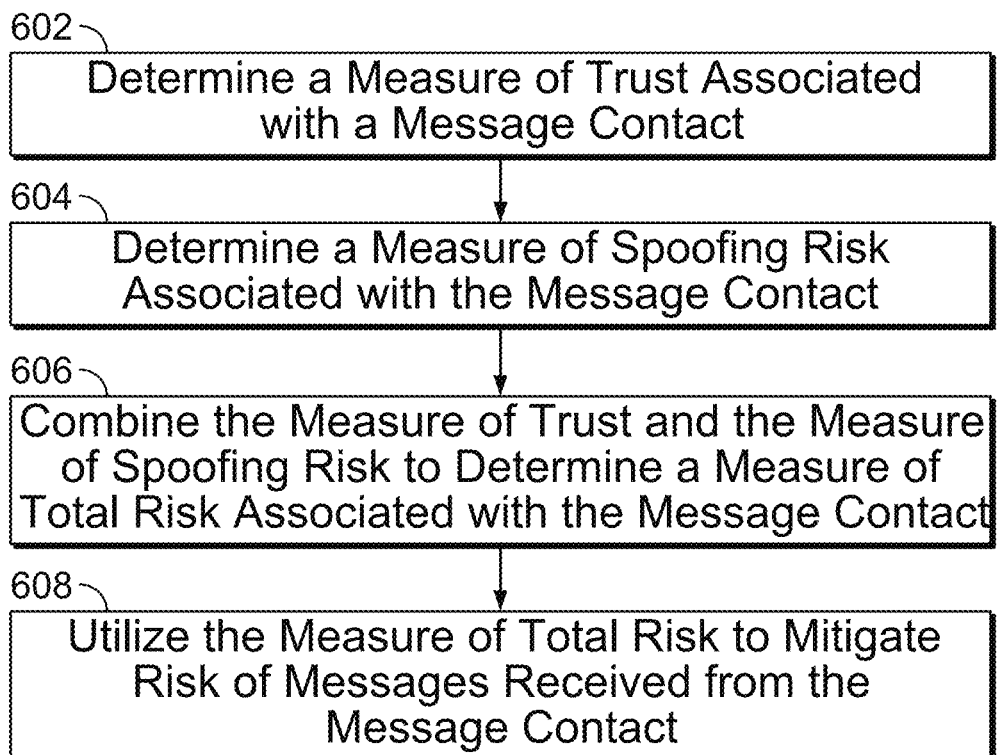 602
Determine a Measure of Trust Associated
with a Message Contact
604
Determine a Measure of Spoofing Risk
Associated with the Message Contact
606
Combine the Measure of Trust and the Measure
of Spoofing Risk to Determine a Measure of
Total Risk Associated with the Message Contact
608
Utilize the Measure of Total Risk to Mitigate
Risk of Messages Received from the
Message Contact